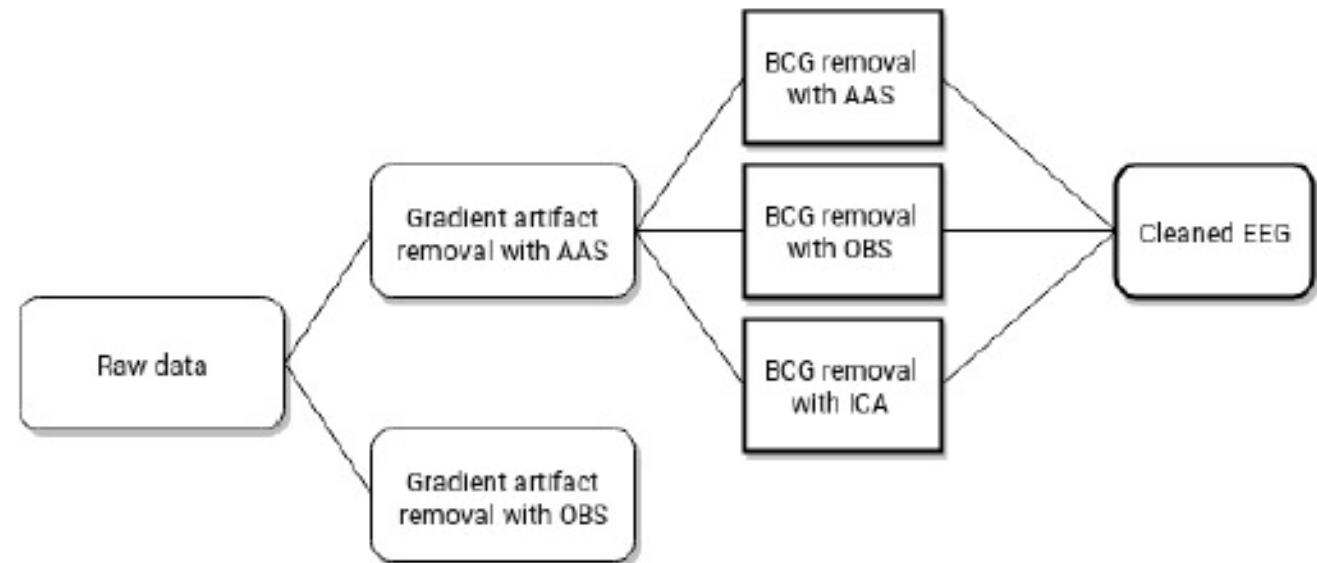 Raw data
Gradient artifact
removal with AAS
Gradient artifact
removal with OBS
BCG removal
with AAS
BCG removal
with OBS
BCG removal
with ICA
Cleaned EEG